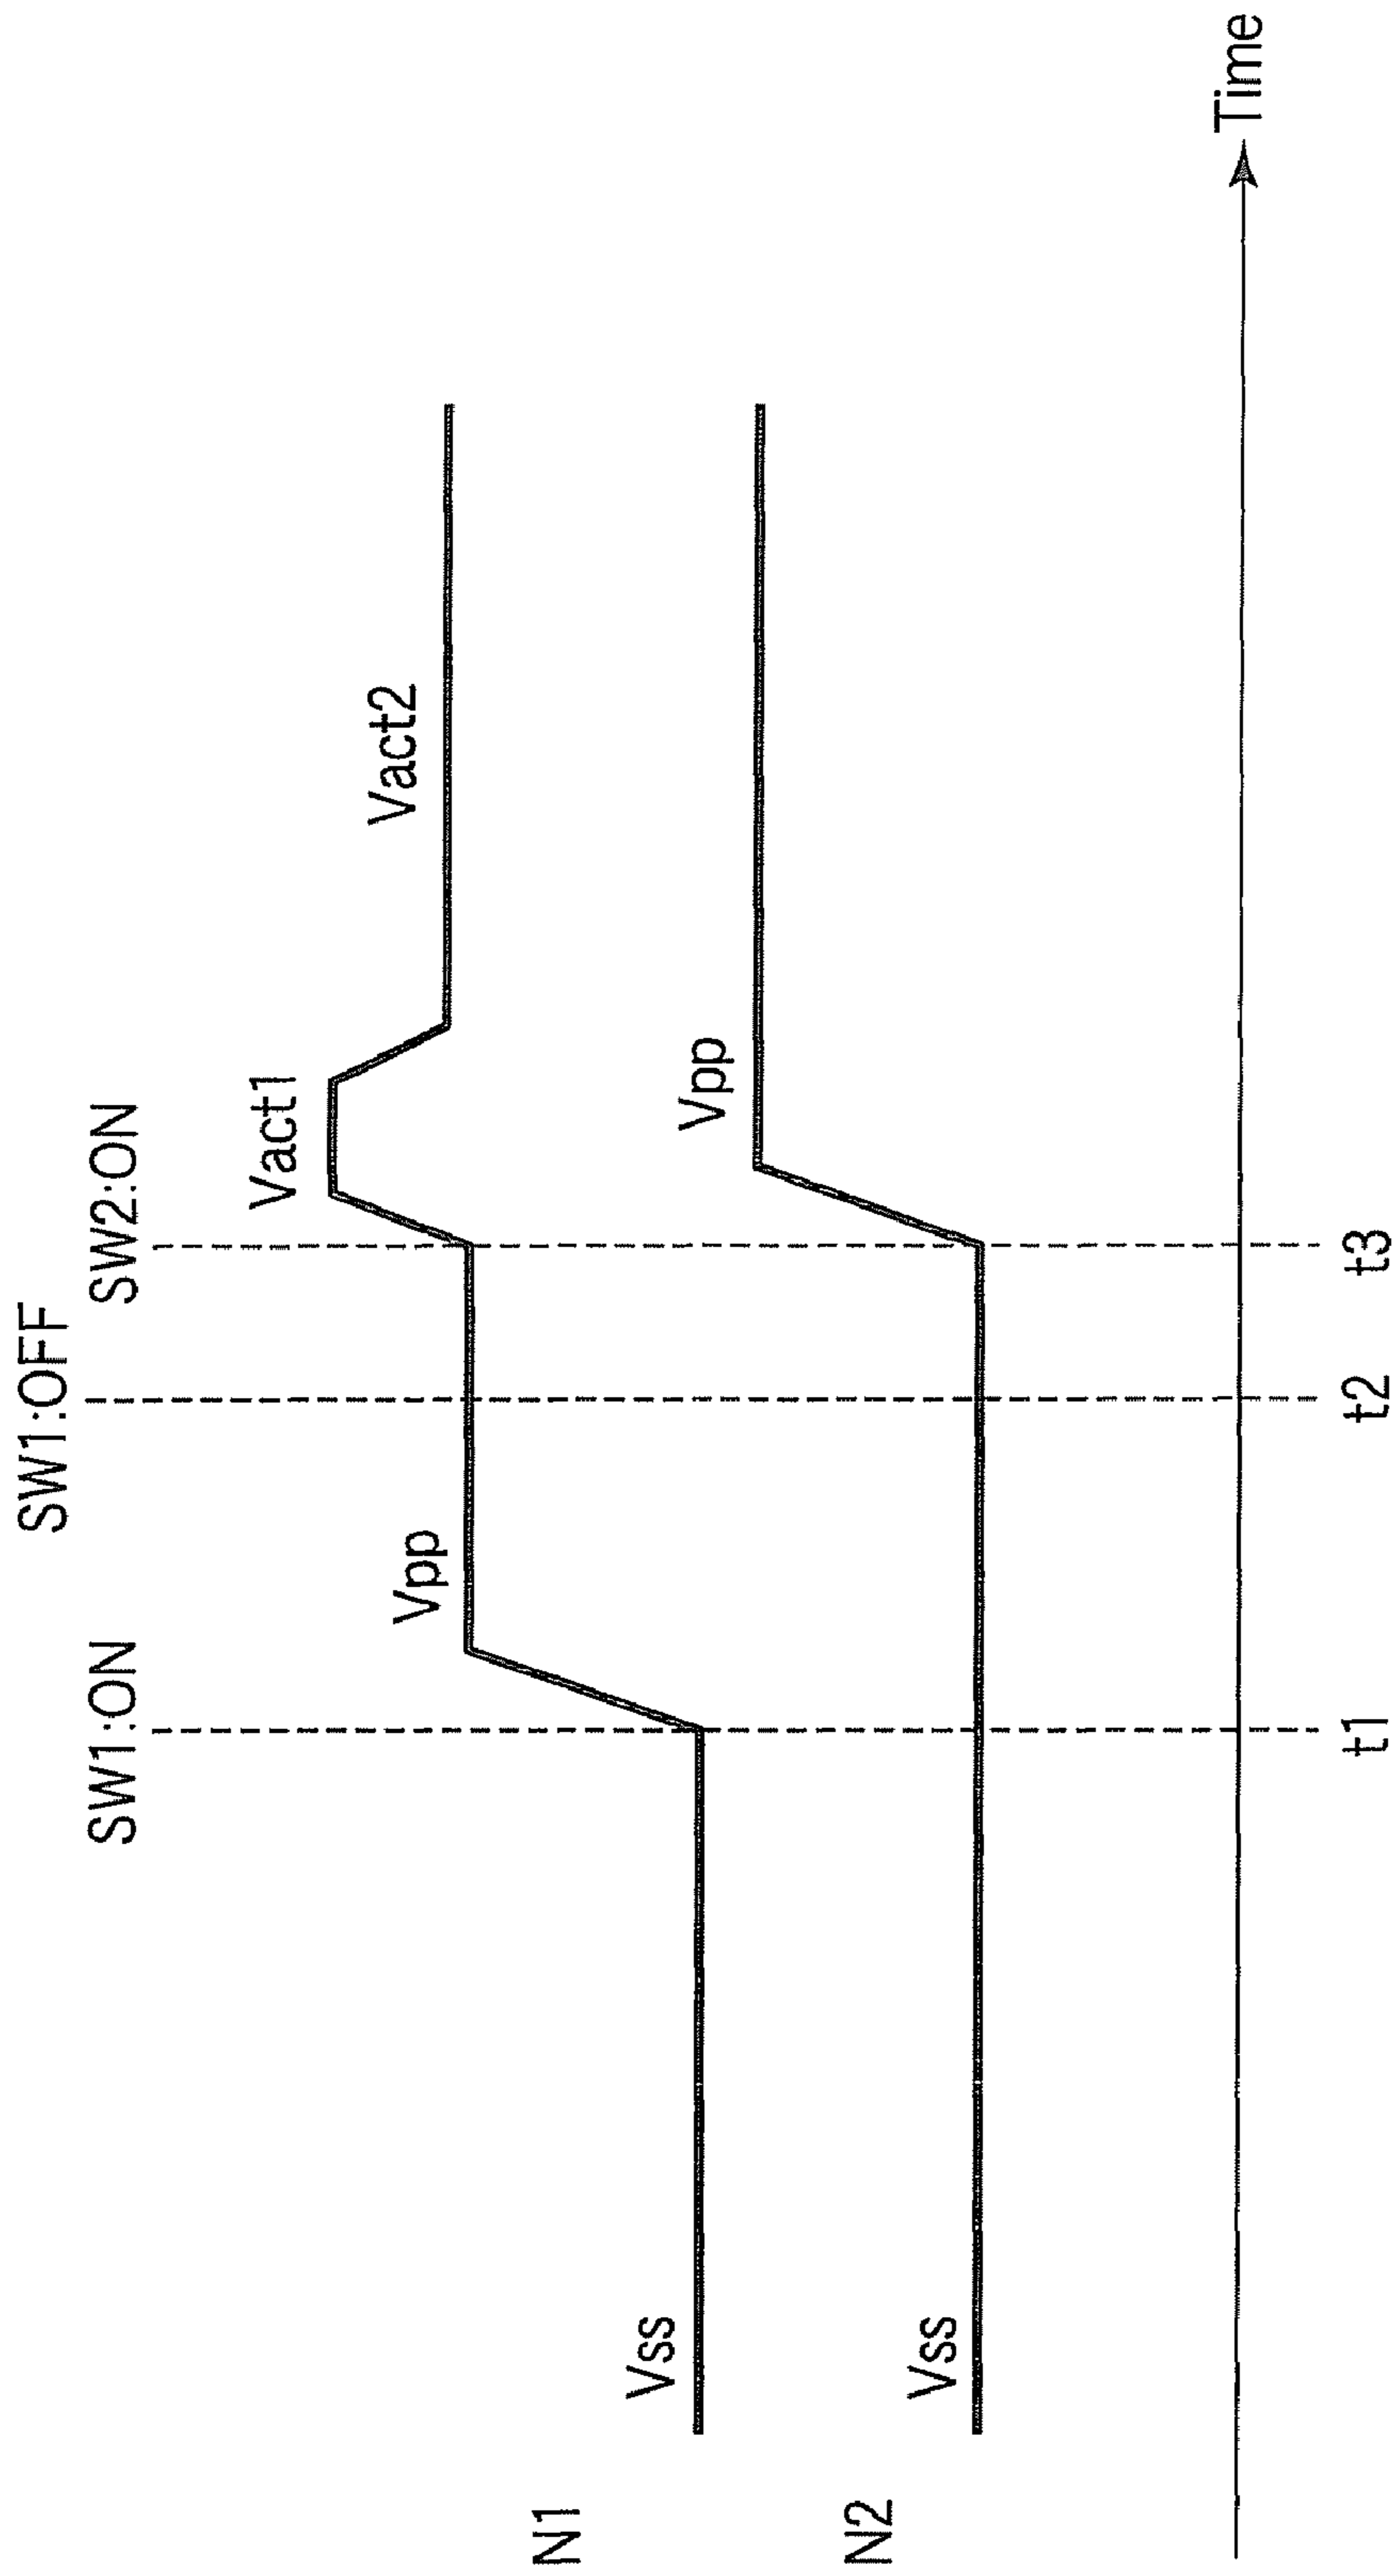 SW1:OFF
SW1:ON
SW2:ON
Vact1
Vact2
Vpp
N1
Vss
Vpp
N2
Vss
Time
t1
t2
t3